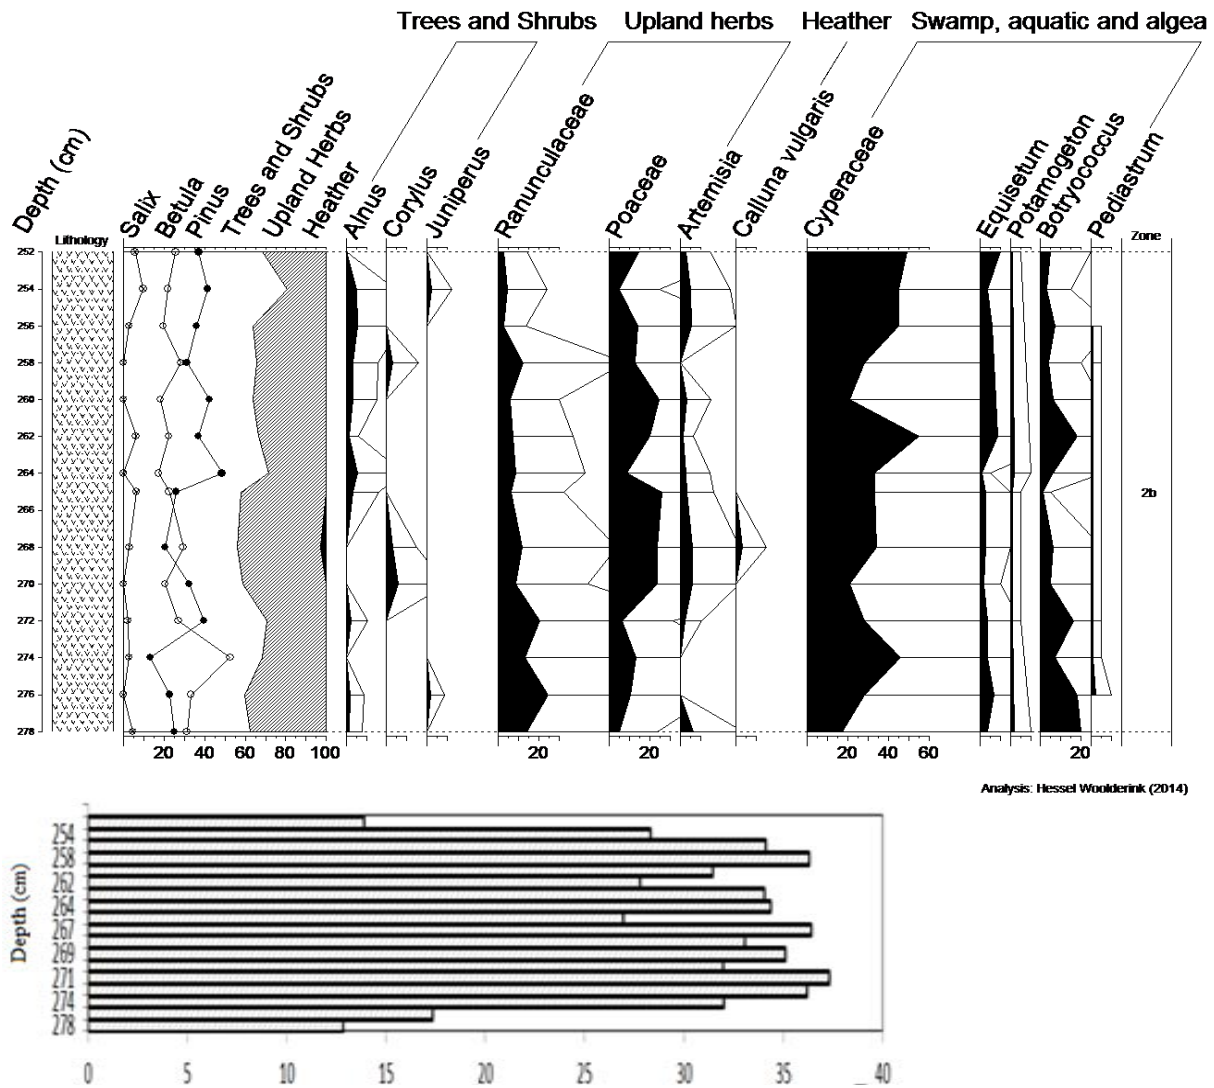 Trees and Shrubs Upland herbs Heather Swamp, aquatic and algea
Depth (cm)
Salix
Betula
Pinus
Trees and Shrubs
Upland Herbs
Heather
Alnus
Corylus
Juniperus
Ranunculaceae
Poaceae
Artemisia
Calluna vulgaris
Cyperaceae
Equisetum
Potamogeton
Botryococcus
Pediastrum
Lithology Zone
252
254
256
258
260
262
264
266
268
270
272
274
276
278
2b
20 40 60 80 100 20 20 20 40 60 20
Analysis: Hessel Woolderink (2014)
Depth (cm)
254
258
262
264
267
269
271
274
278
0 5 10 15 20 25 30 35 40